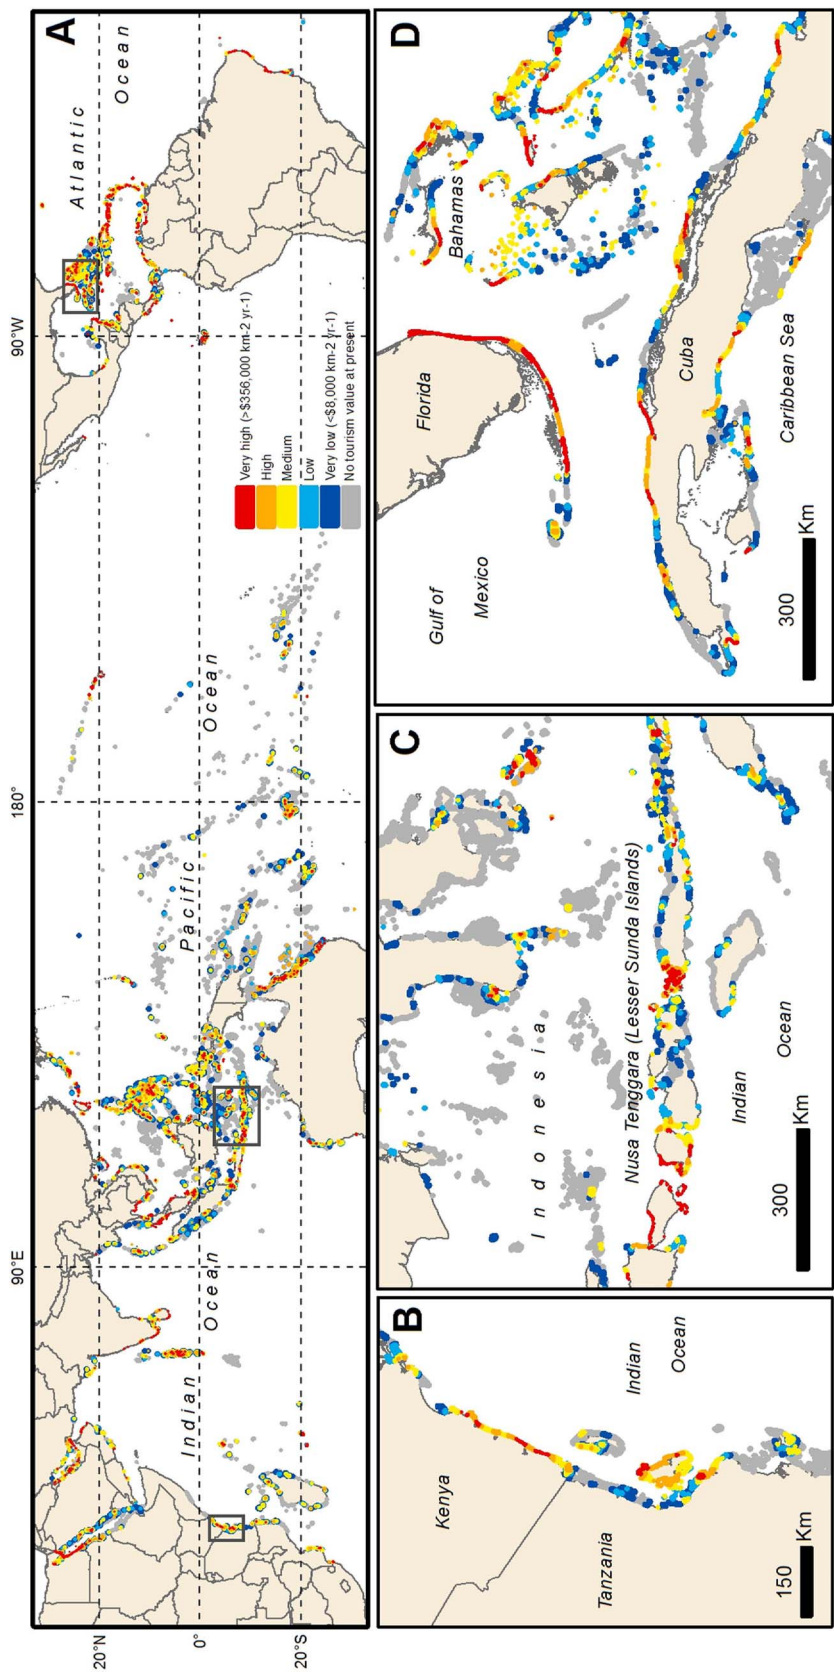 A
90°E
180°
90°W
20°N
0°
20°S
Indian
Ocean
Pacific
Ocean
Atlantic
Ocean
Very high (>$356,000 km-2 yr-1)
High
Medium
Low
Very low (<$8,000 km-2 yr-1)
No tourism value at present
B
Kenya
Tanzania
Indian
Ocean
150
Km
C
Indonesia
Nusa Tenggara (Lesser Sunda Islands)
Indian
Ocean
300
Km
D
Gulf of
Mexico
Florida
Bahamas
Cuba
Caribbean Sea
300
Km